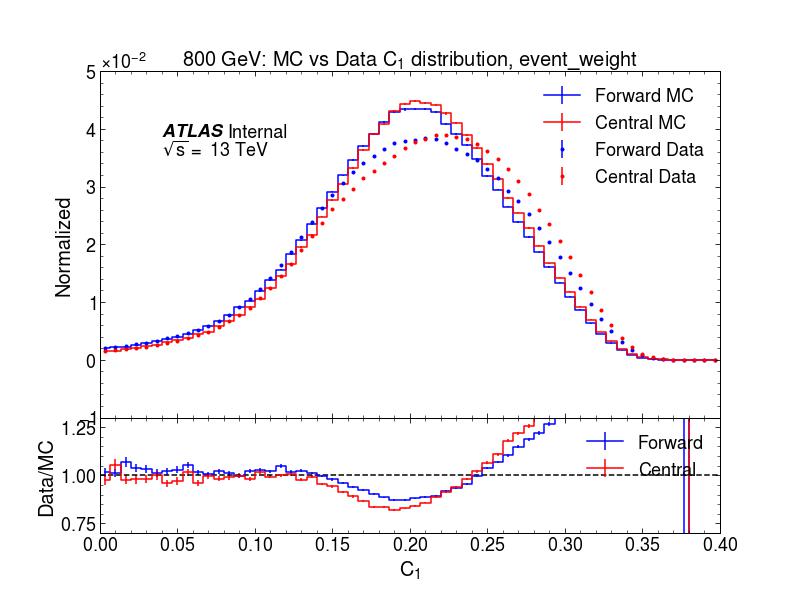 ×10⁻² 800 GeV: MC vs Data C₁ distribution, event_weight
5
4
3
2
1
0
−1
Normalized
ATLAS Internal
√s = 13 TeV
Forward MC
Central MC
Forward Data
Central Data
1.25
1.00
0.75
Data/MC
Forward
Central
0.00 0.05 0.10 0.15 0.20 0.25 0.30 0.35 0.40
C₁